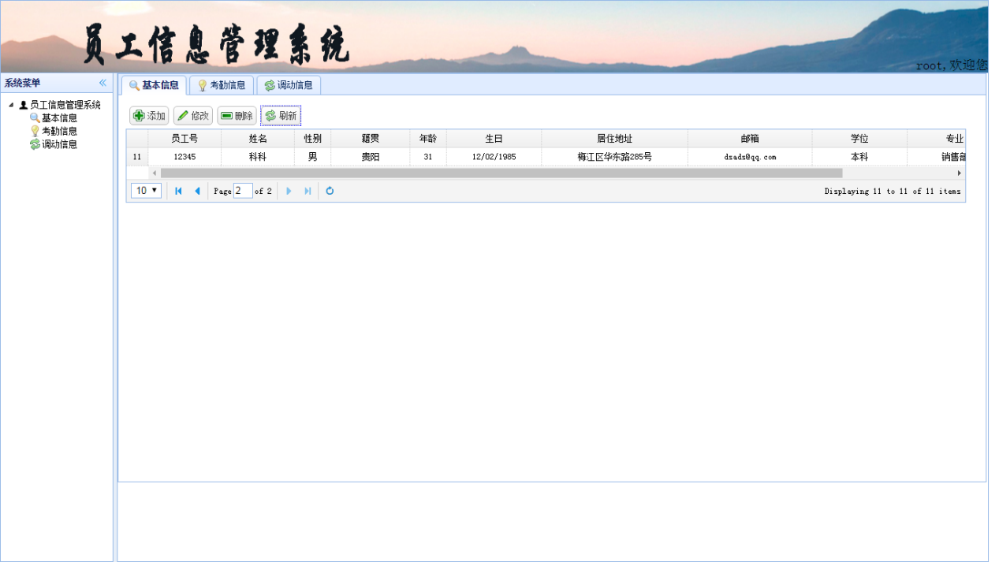 员工信息管理系统
root,欢迎您
系统菜单
基本信息 考勤信息 调动信息
员工信息管理系统
基本信息
考勤信息
调动信息
添加 修改 删除 刷新
员工号 姓名 性别 籍贯 年龄 生日 居住地址 邮箱 学位 专业
11 12345 科科 男 贵阳 31 12/02/1985 梅江区华东路285号 dsads@qq.com 本科 销售部
10 Page 2 of 2 Displaying 11 to 11 of 11 items